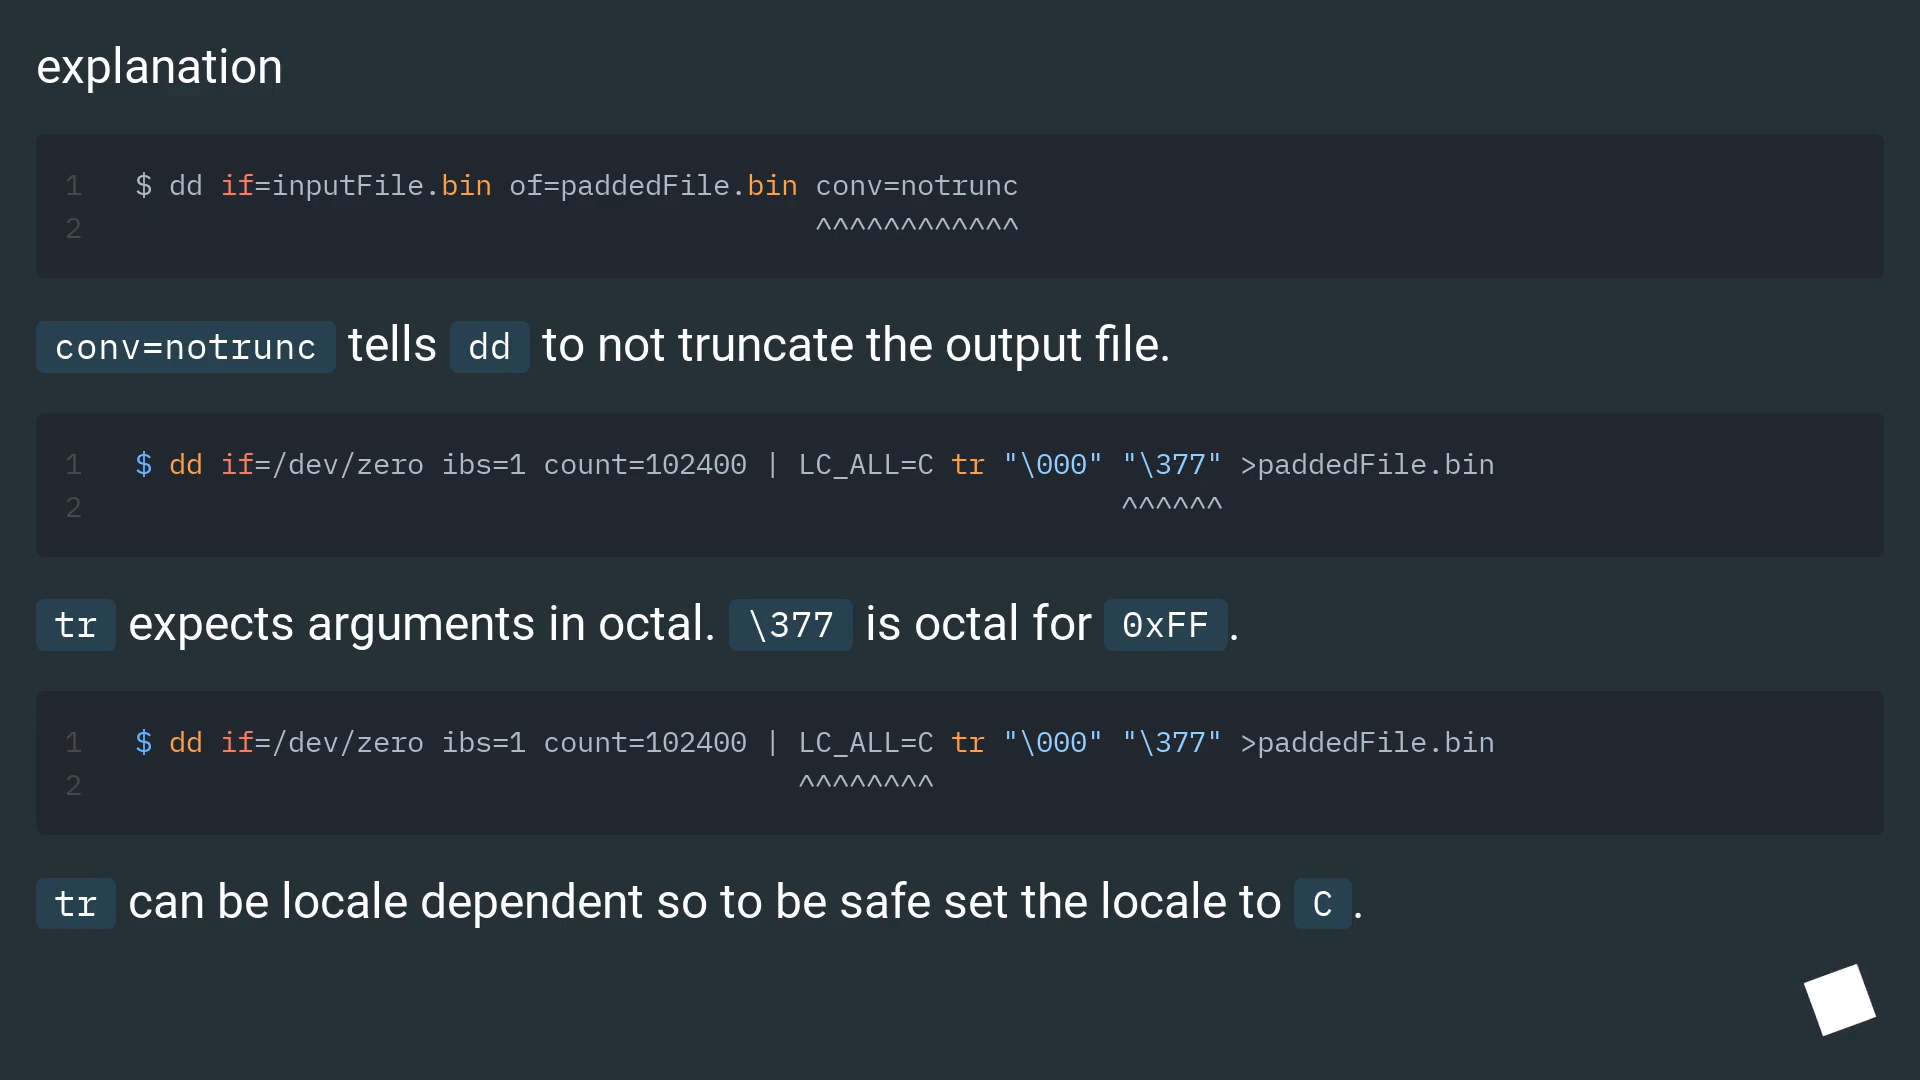 explanation
1 $ dd if=inputFile.bin of=paddedFile.bin conv=notrunc
2 ^^^^^^^^^^^^
conv=notrunc tells dd to not truncate the output file.
1 $ dd if=/dev/zero ibs=1 count=102400 | LC_ALL=C tr "\000" "\377" >paddedFile.bin
2 ^^^^^^
tr expects arguments in octal. \377 is octal for 0xFF.
1 $ dd if=/dev/zero ibs=1 count=102400 | LC_ALL=C tr "\000" "\377" >paddedFile.bin
2 ^^^^^^^^
tr can be locale dependent so to be safe set the locale to C.